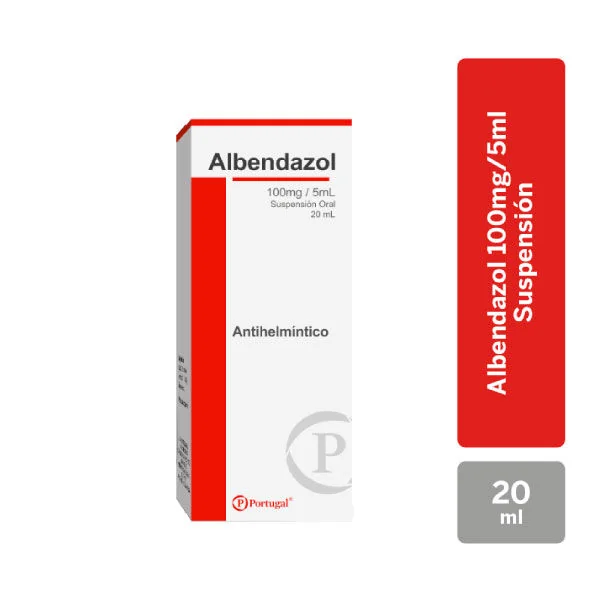 Albendazol
100mg / 5mL
Suspensión Oral
20 mL
Antihelmíntico
P
P Portugal®
Albendazol 100mg/5ml
Suspensión
20
ml